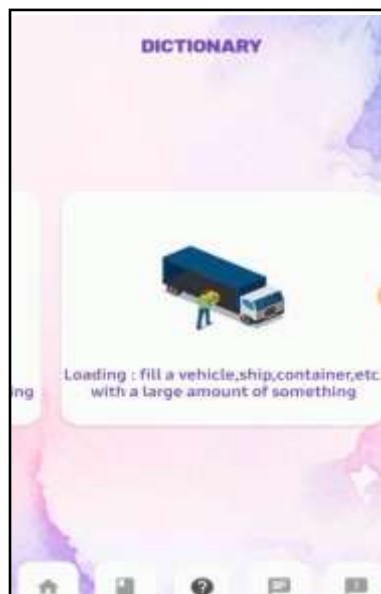 DICTIONARY
Loading : fill a vehicle,ship,container,etc.
ing
with a large amount of something